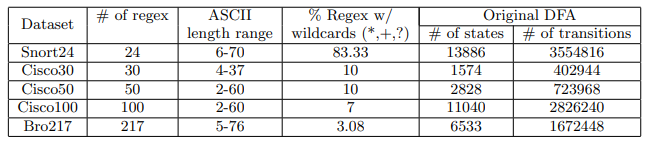 Dataset # of regex ASCII length range % Regex w/ wildcards (*,+,?) Original DFA
# of states # of transitions
Snort24 24 6-70 83.33 13886 3554816
Cisco30 30 4-37 10 1574 402944
Cisco50 50 2-60 10 2828 723968
Cisco100 100 2-60 7 11040 2826240
Bro217 217 5-76 3.08 6533 1672448